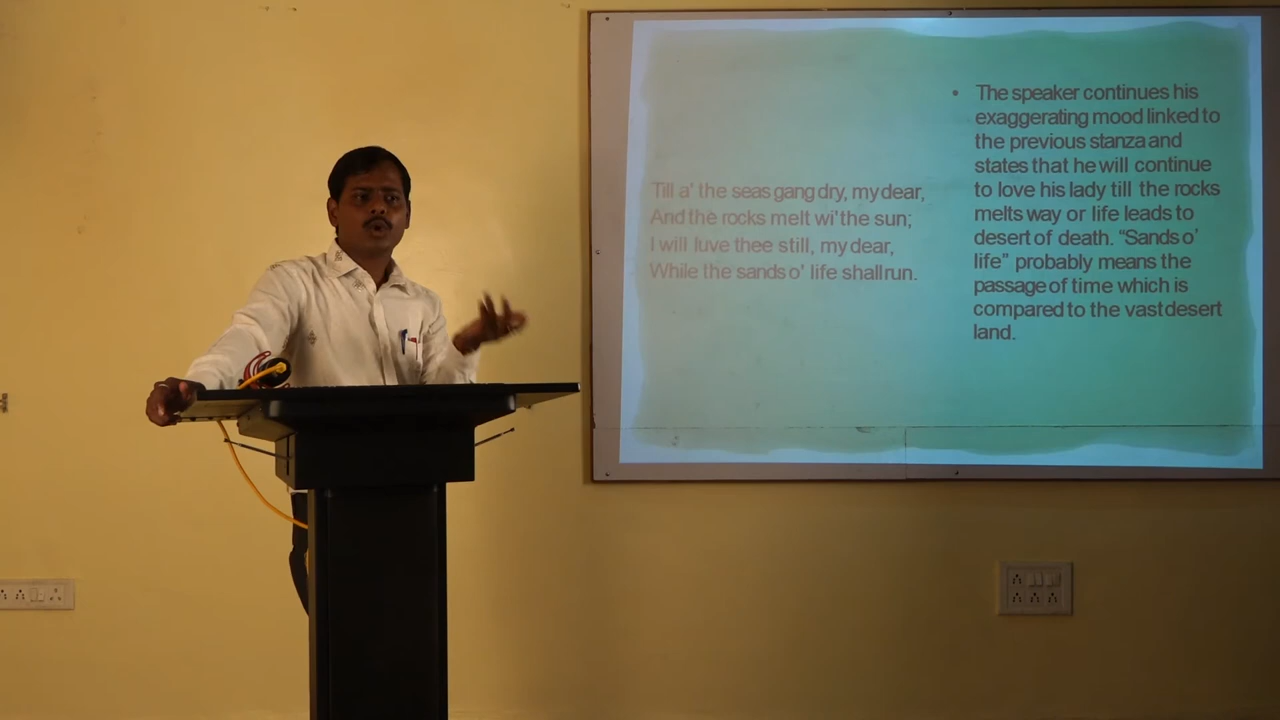 Till a' the seas gang dry, my dear,
And the rocks melt wi' the sun;
I will luve thee still, my dear,
While the sands o' life shall run.
• The speaker continues his
exaggerating mood linked to
the previous stanza and
states that he will continue
to love his lady till the rocks
melts way or life leads to
desert of death. “Sands o’
life” probably means the
passage of time which is
compared to the vast desert
land.